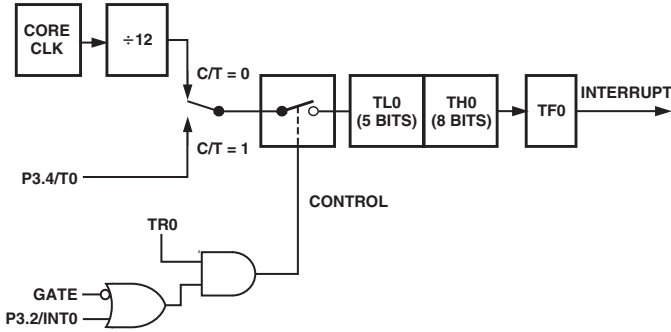 CORE
CLK
÷12
C/T = 0
C/T = 1
P3.4/T0
TL0
(5 BITS)
TH0
(8 BITS)
TF0
INTERRUPT
CONTROL
TR0
GATE
P3.2/INT0